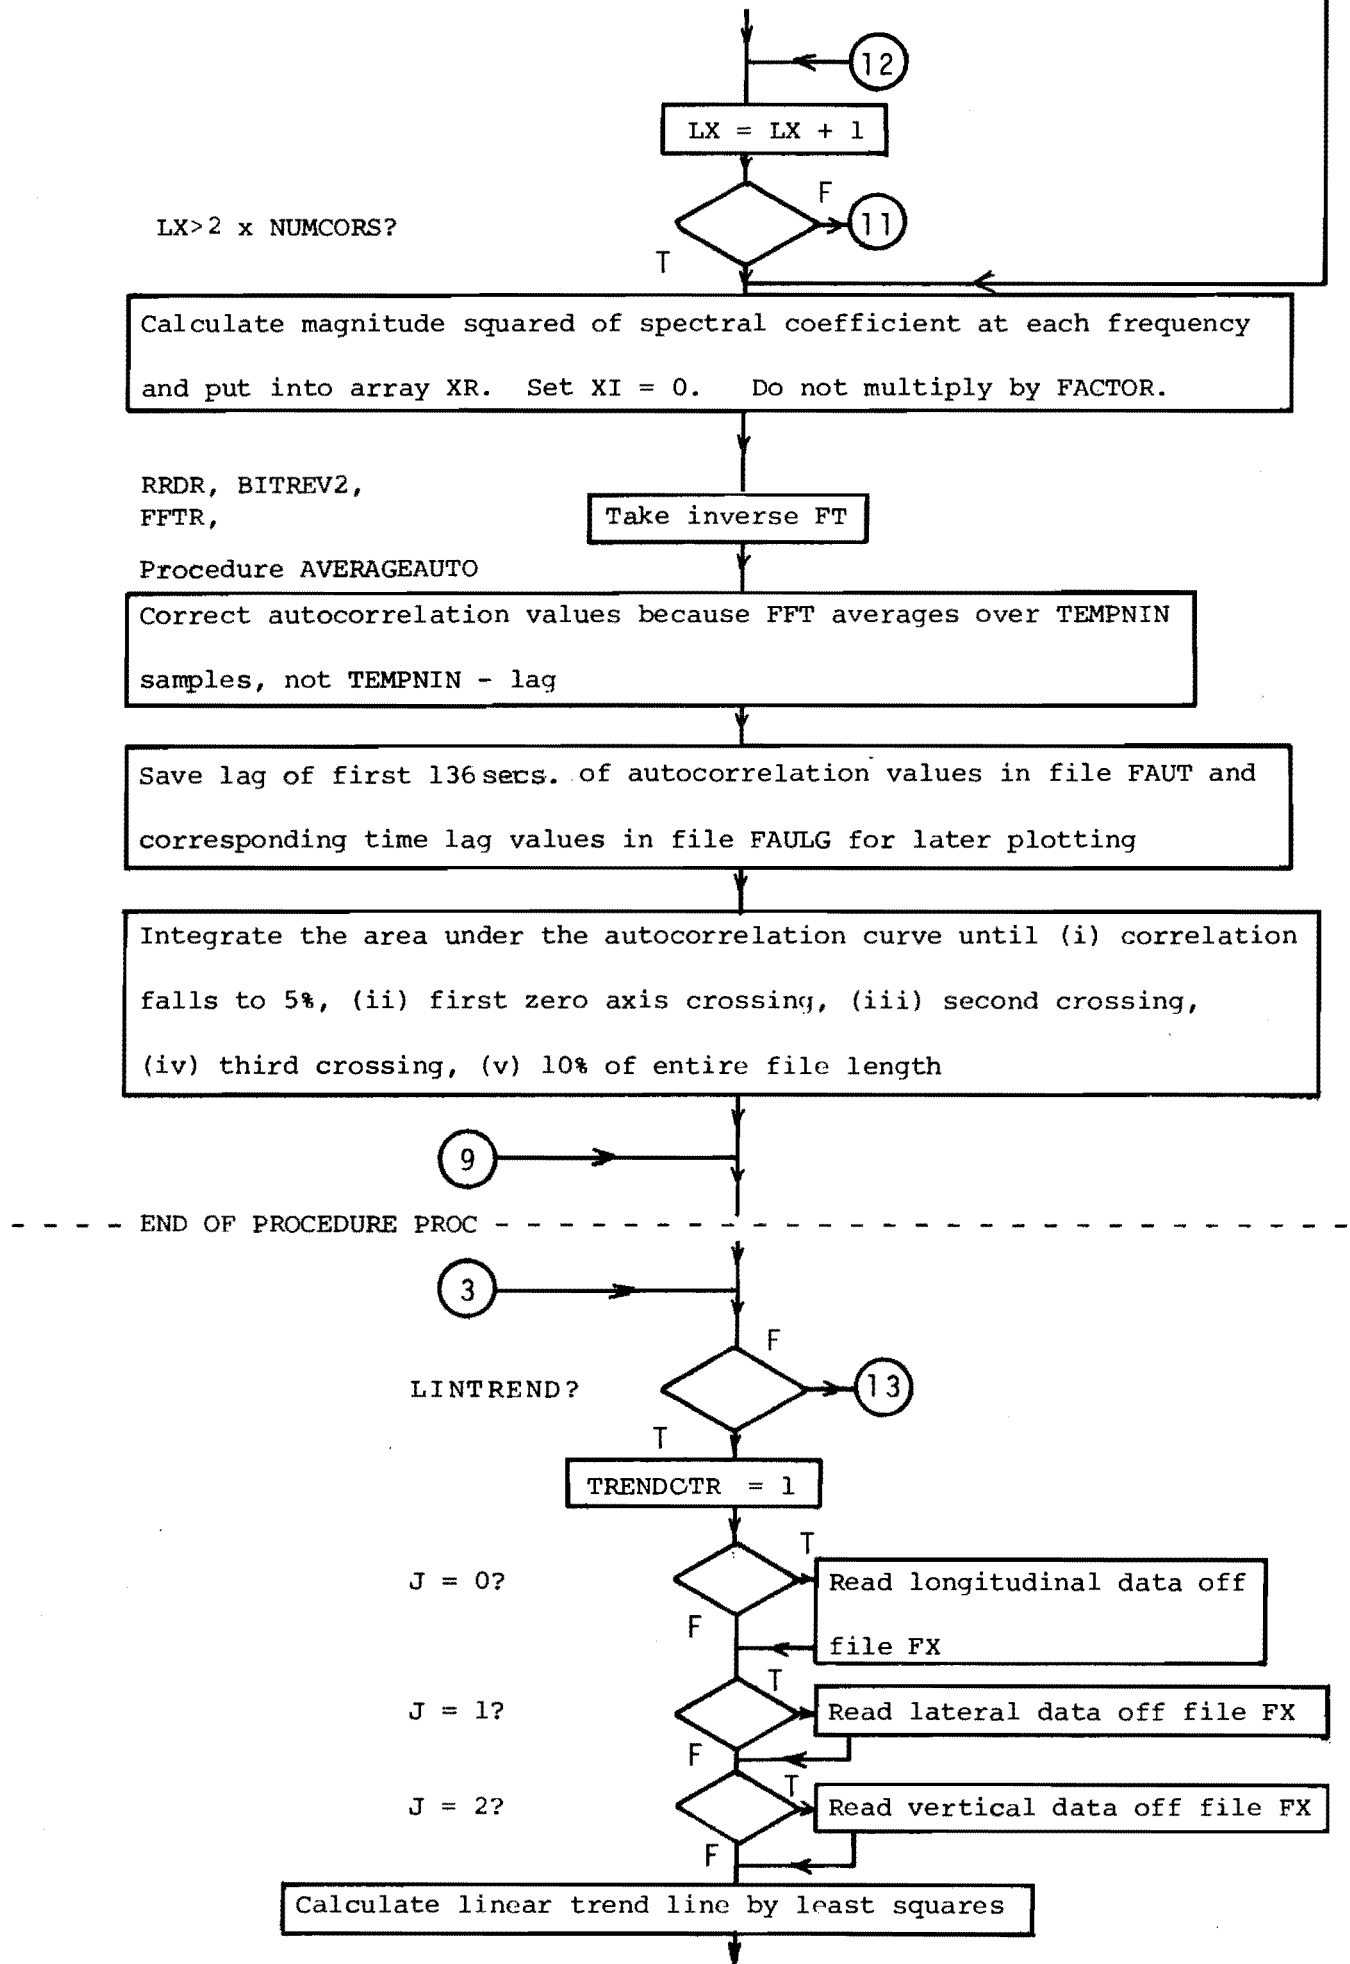 12
LX = LX + 1
F
LX>2 x NUMCORS?
11
T
Calculate magnitude squared of spectral coefficient at each frequency
and put into array XR. Set XI = 0. Do not multiply by FACTOR.
RRDR, BITREV2,
FFTR,
Take inverse FT
Procedure AVERAGEAUTO
Correct autocorrelation values because FFT averages over TEMPNIN
samples, not TEMPNIN - lag
Save lag of first 136 secs. of autocorrelation values in file FAUT and
corresponding time lag values in file FAULG for later plotting
Integrate the area under the autocorrelation curve until (i) correlation
falls to 5%, (ii) first zero axis crossing, (iii) second crossing,
(iv) third crossing, (v) 10% of entire file length
9
- - - - END OF PROCEDURE PROC - - - - - - - - - - - - - - - - - - - - - - - -
3
F
LINTREND?
13
T
TRENDCTR = 1
T
J = 0?
Read longitudinal data off
file FX
F
T
J = 1?
Read lateral data off file FX
F
T
J = 2?
Read vertical data off file FX
F
Calculate linear trend line by least squares